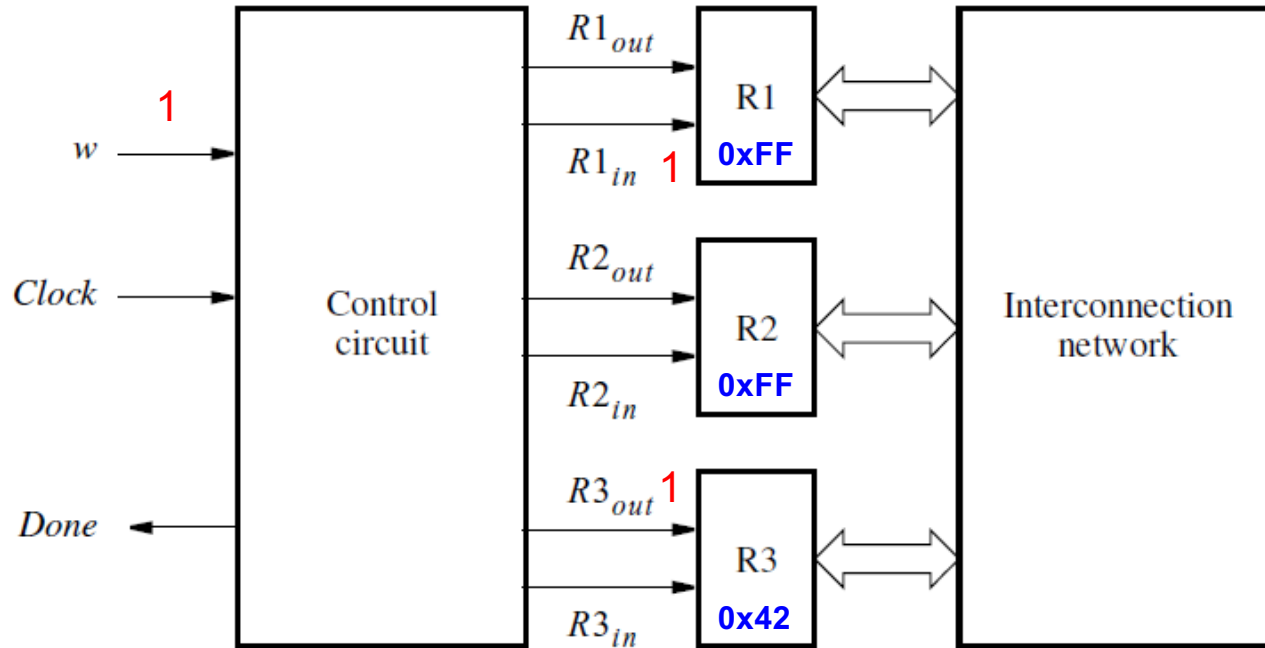 R1out
1
w
R1
0xFF
R1in 1
R2out
Clock
Control
circuit
R2
0xFF
Interconnection
network
R2in
R3out 1
Done
R3
0x42
R3in